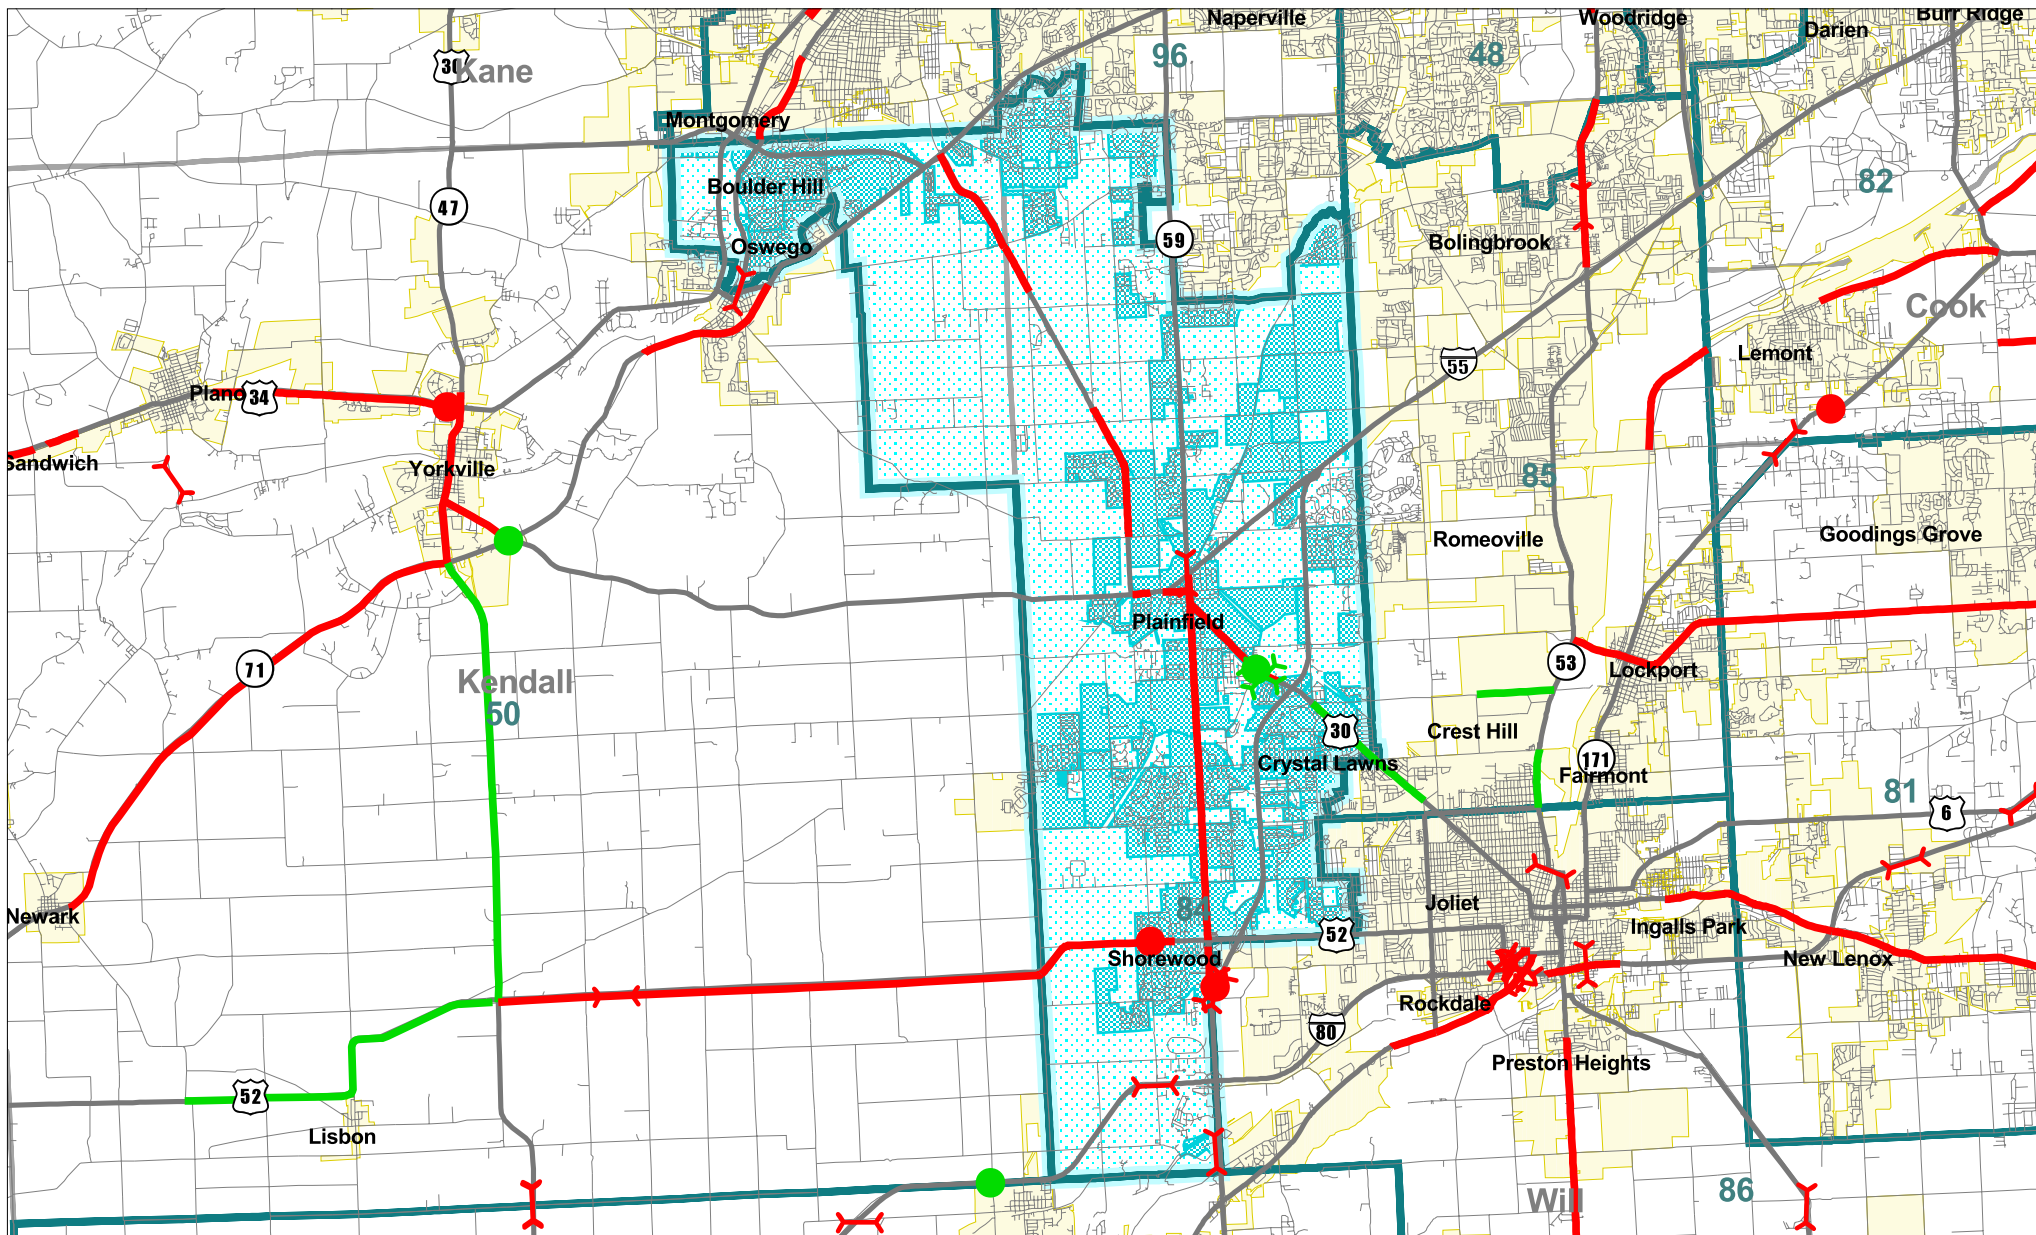 Naperville
Woodridge
Burr Ridge
Darien
96
48
30
Kane
Montgomery
82
Boulder Hill
47
59
Oswego
Bolingbrook
Cook
Lemont
55
Plano
34
Sandwich
Yorkville
85
Romeoville
Goodings Grove
Plainfield
53
Lockport
71
Kendall
50
30
Crest Hill
171
Crystal Lawns
Fairmont
81
6
84
Joliet
Newark
Ingalls Park
52
Shorewood
New Lenox
Rockdale
80
Preston Heights
52
Lisbon
86
Will